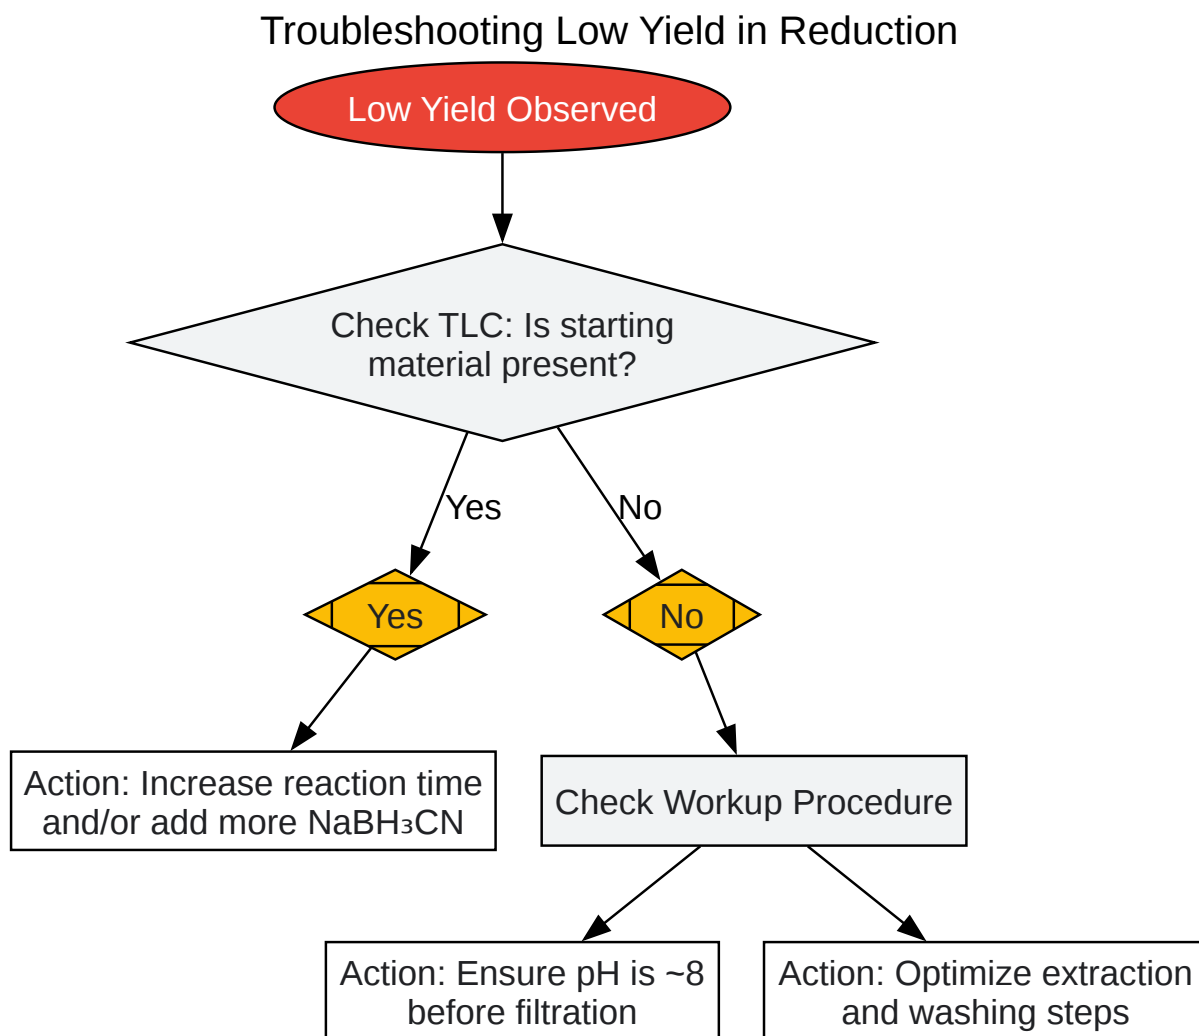 Troubleshooting Low Yield in Reduction
Low Yield Observed
Check TLC: Is starting
material present?
Yes
No
Yes
No
Action: Increase reaction time
and/or add more NaBH₃CN
Check Workup Procedure
Action: Ensure pH is ~8
before filtration
Action: Optimize extraction
and washing steps